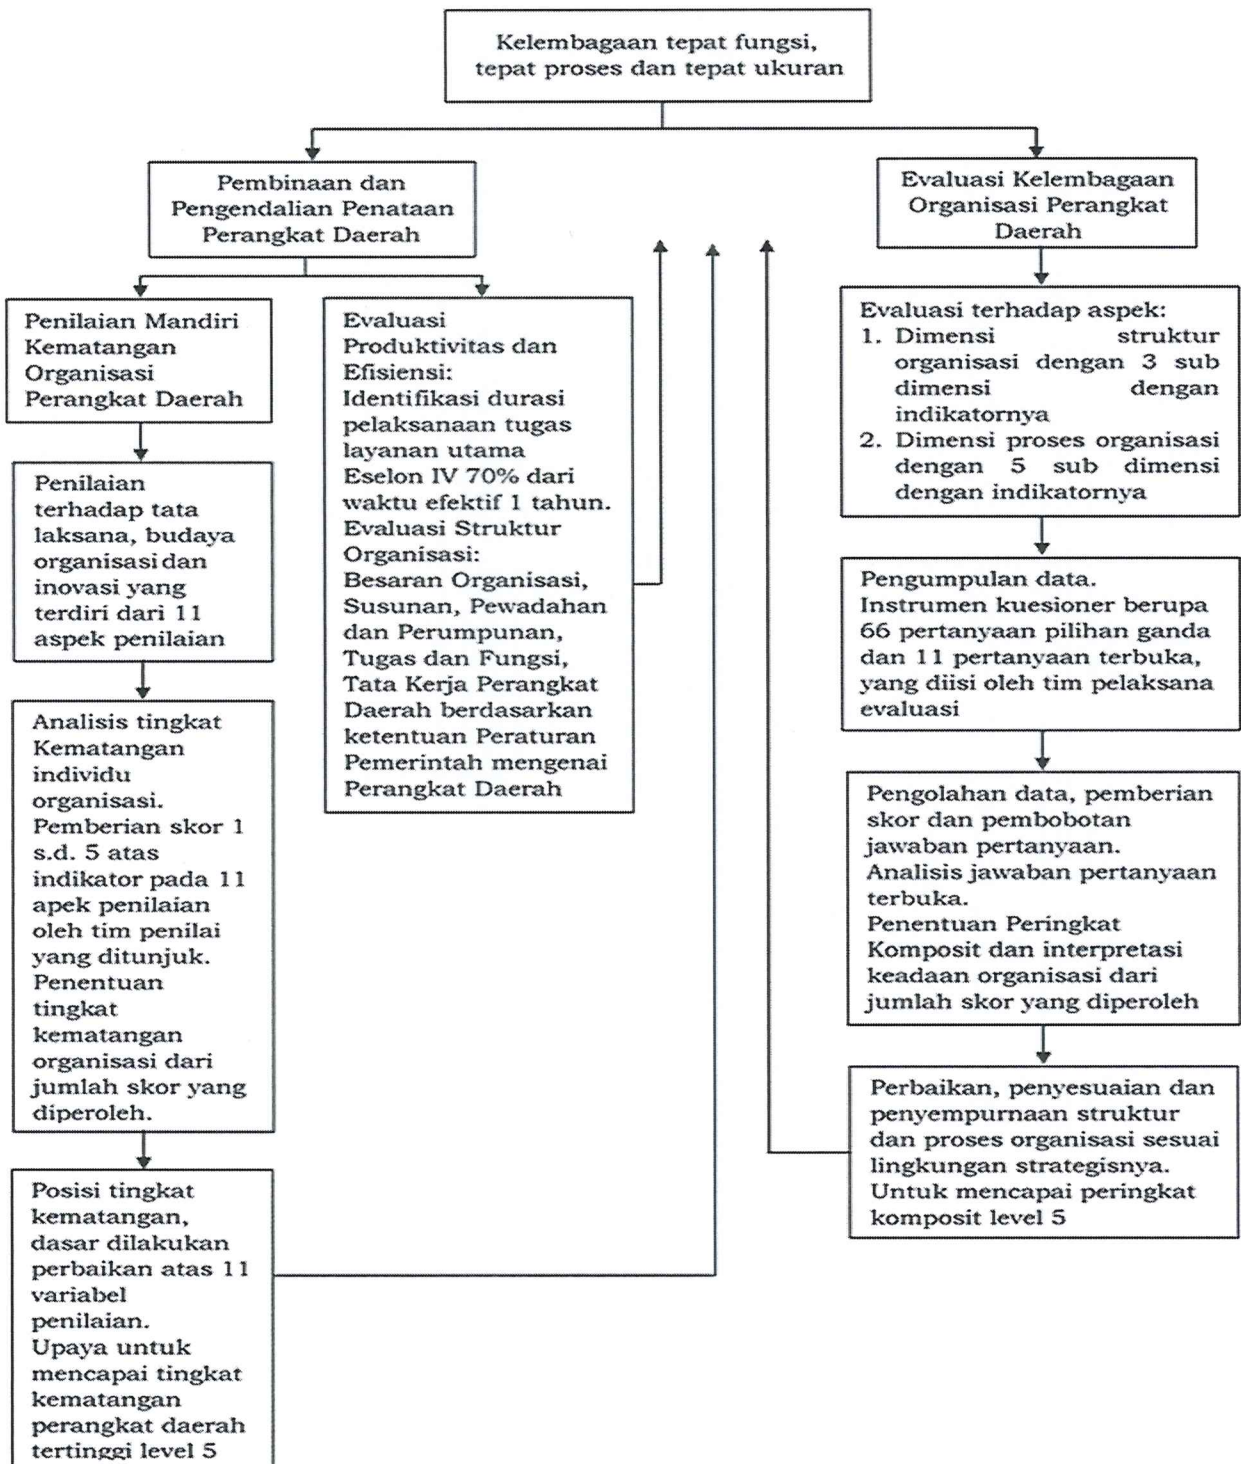 Kelembagaan tepat fungsi,
tepat proses dan tepat ukuran
Pembinaan dan
Pengendalian Penataan
Perangkat Daerah
Penilaian Mandiri
Kematangan
Organisasi
Perangkat Daerah
Penilaian
terhadap tata
laksana, budaya
organisasi dan
inovasi yang
terdiri dari 11
aspek penilaian
Analisis tingkat
Kematangan
individu
organisasi.
Pemberian skor 1
s.d. 5 atas
indikator pada 11
apek penilaian
oleh tim penilai
yang ditunjuk.
Penentuan
tingkat
kematangan
organisasi dari
jumlah skor yang
diperoleh.
Posisi tingkat
kematangan,
dasar dilakukan
perbaikan atas 11
variabel
penilaian.
Upaya untuk
mencapai tingkat
kematangan
perangkat daerah
tertinggi level 5
Evaluasi
Produktivitas dan
Efisiensi:
Identifikasi durasi
pelaksanaan tugas
layanan utama
Eselon IV 70% dari
waktu efektif 1 tahun.
Evaluasi Struktur
Organisasi:
Besaran Organisasi,
Susunan, Pewadahan
dan Perumpunan,
Tugas dan Fungsi,
Tata Kerja Perangkat
Daerah berdasarkan
ketentuan Peraturan
Pemerintah mengenai
Perangkat Daerah
Evaluasi Kelembagaan
Organisasi Perangkat
Daerah
Evaluasi terhadap aspek:
1. Dimensi struktur
organisasi dengan 3 sub
dimensi dengan
indikatornya
2. Dimensi proses organisasi
dengan 5 sub dimensi
dengan indikatornya
Pengumpulan data.
Instrumen kuesioner berupa
66 pertanyaan pilihan ganda
dan 11 pertanyaan terbuka,
yang diisi oleh tim pelaksana
evaluasi
Pengolahan data, pemberian
skor dan pembobotan
jawaban pertanyaan.
Analisis jawaban pertanyaan
terbuka.
Penentuan Peringkat
Komposit dan interpretasi
keadaan organisasi dari
jumlah skor yang diperoleh
Perbaikan, penyesuaian dan
penyempurnaan struktur
dan proses organisasi sesuai
lingkungan strategisnya.
Untuk mencapai peringkat
komposit level 5